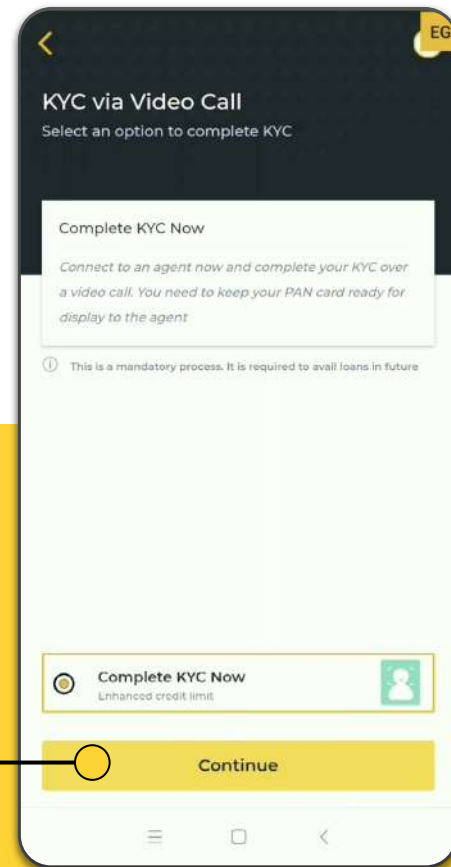 EG
KYC via Video Call
Select an option to complete KYC
Complete KYC Now
Connect to an agent now and complete your KYC over
a video call. You need to keep your PAN card ready for
display to the agent
This is a mandatory process. It is required to avail loans in future
Complete KYC Now
Enhanced credit limit
Continue